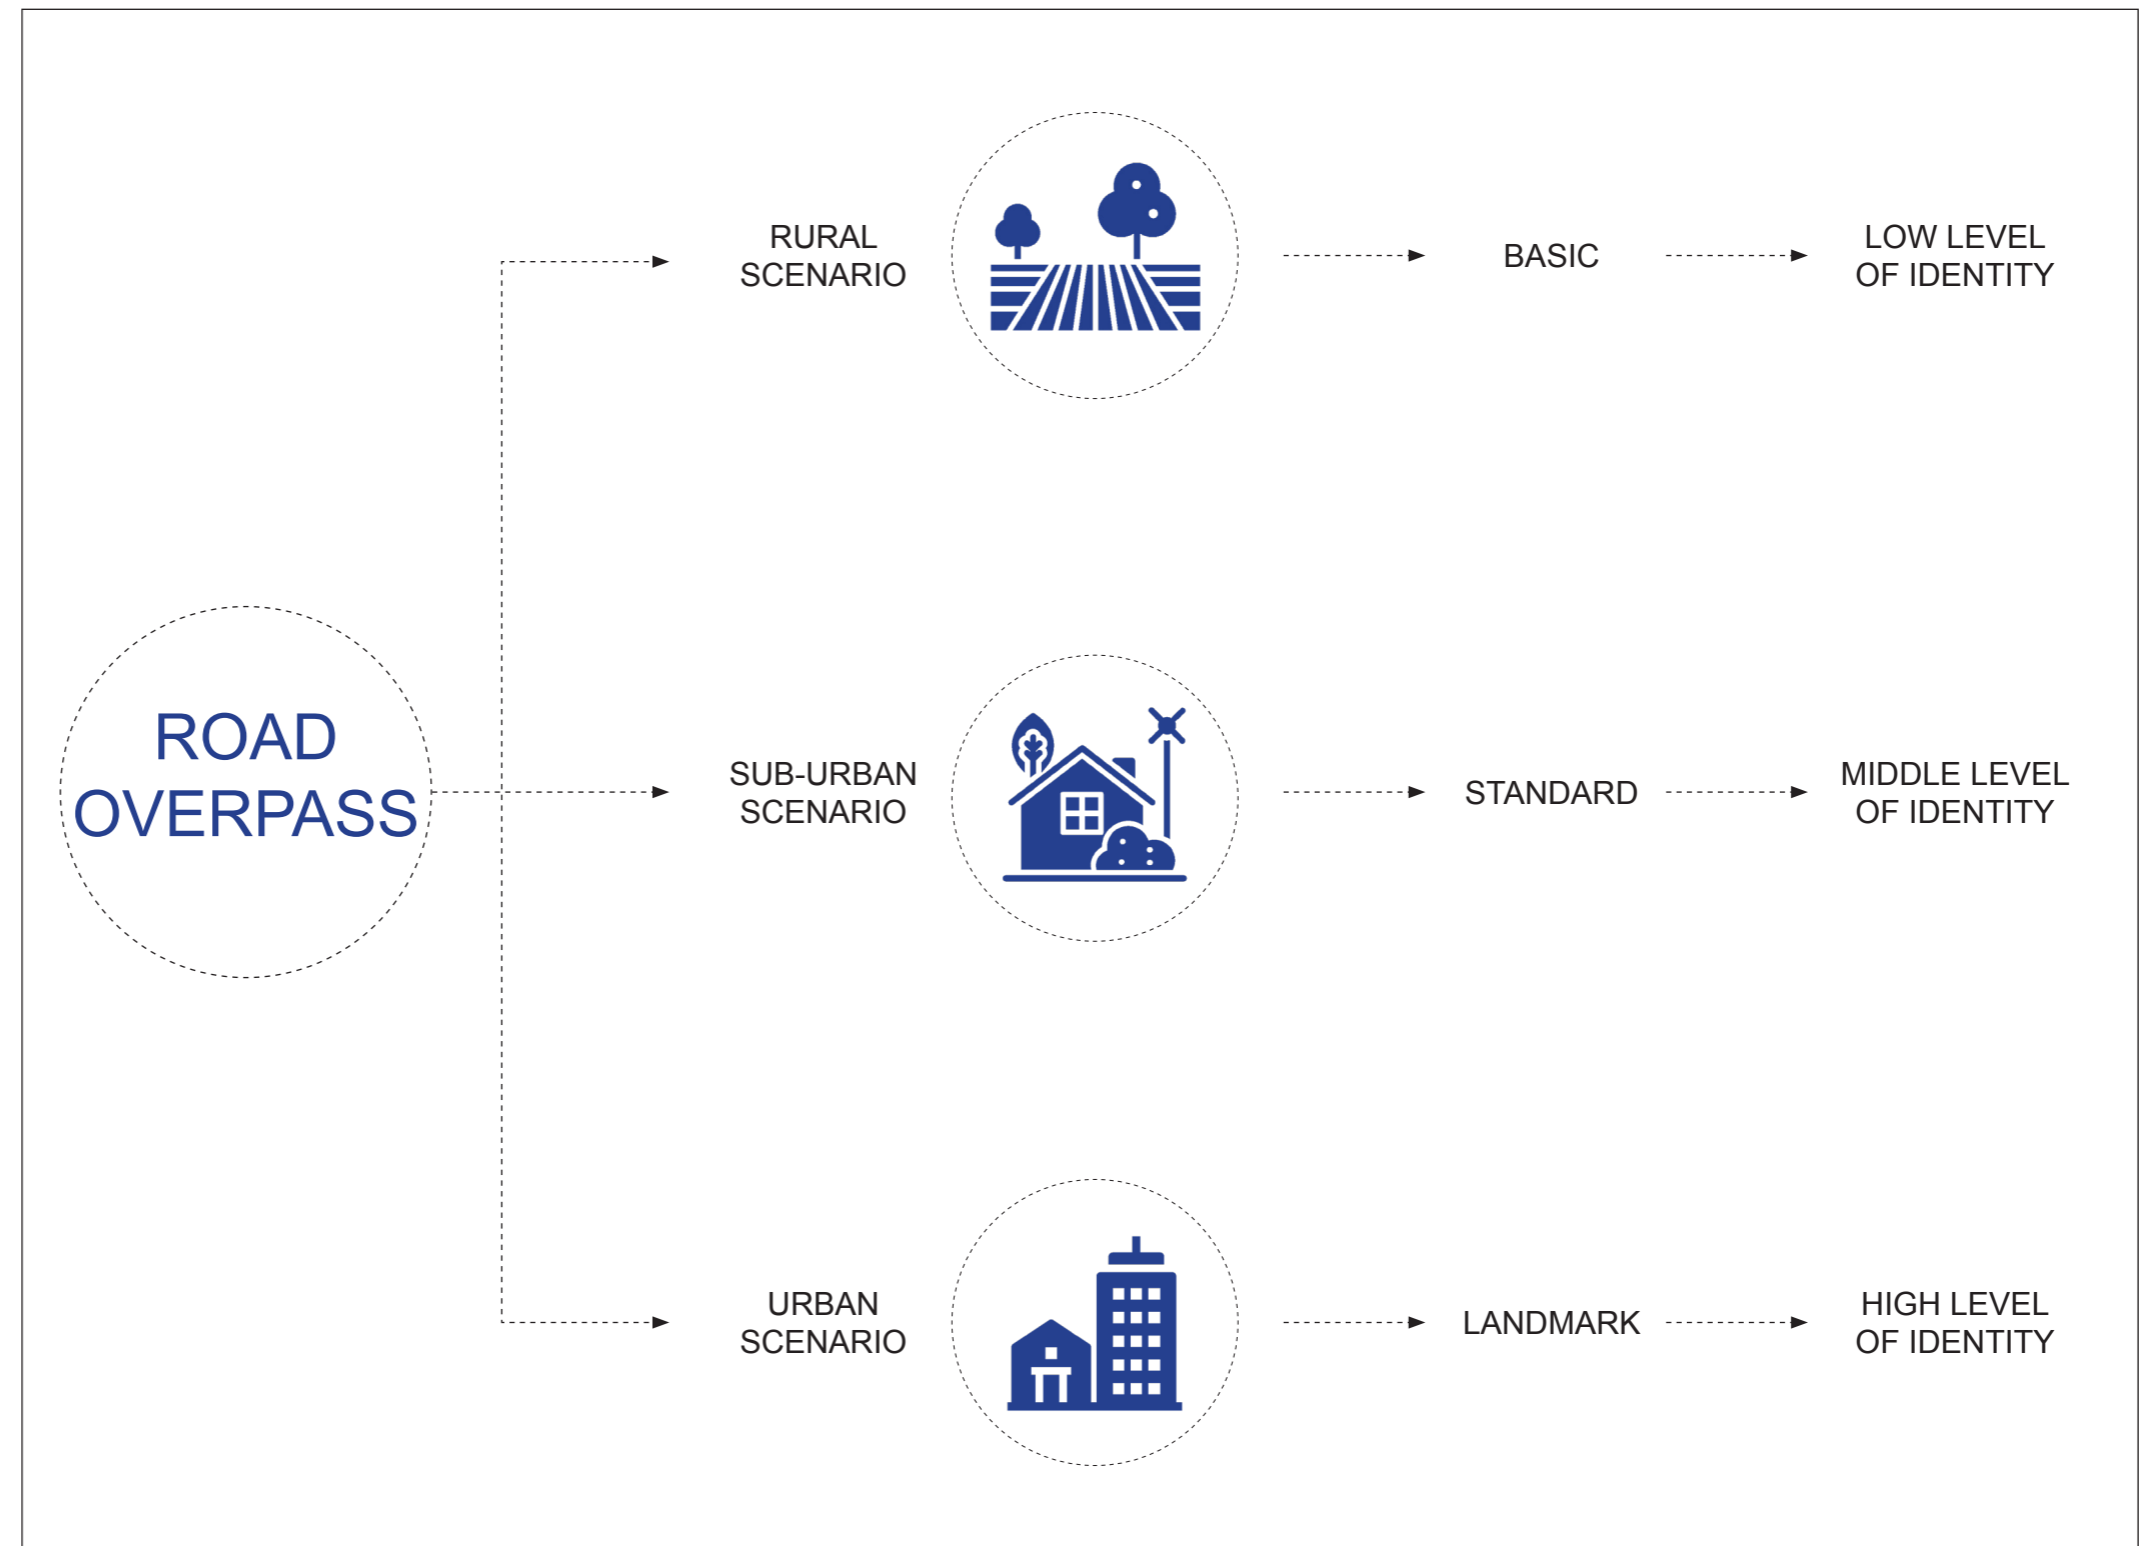 ROAD
OVERPASS
RURAL
SCENARIO
BASIC
LOW LEVEL
OF IDENTITY
SUB-URBAN
SCENARIO
STANDARD
MIDDLE LEVEL
OF IDENTITY
URBAN
SCENARIO
LANDMARK
HIGH LEVEL
OF IDENTITY